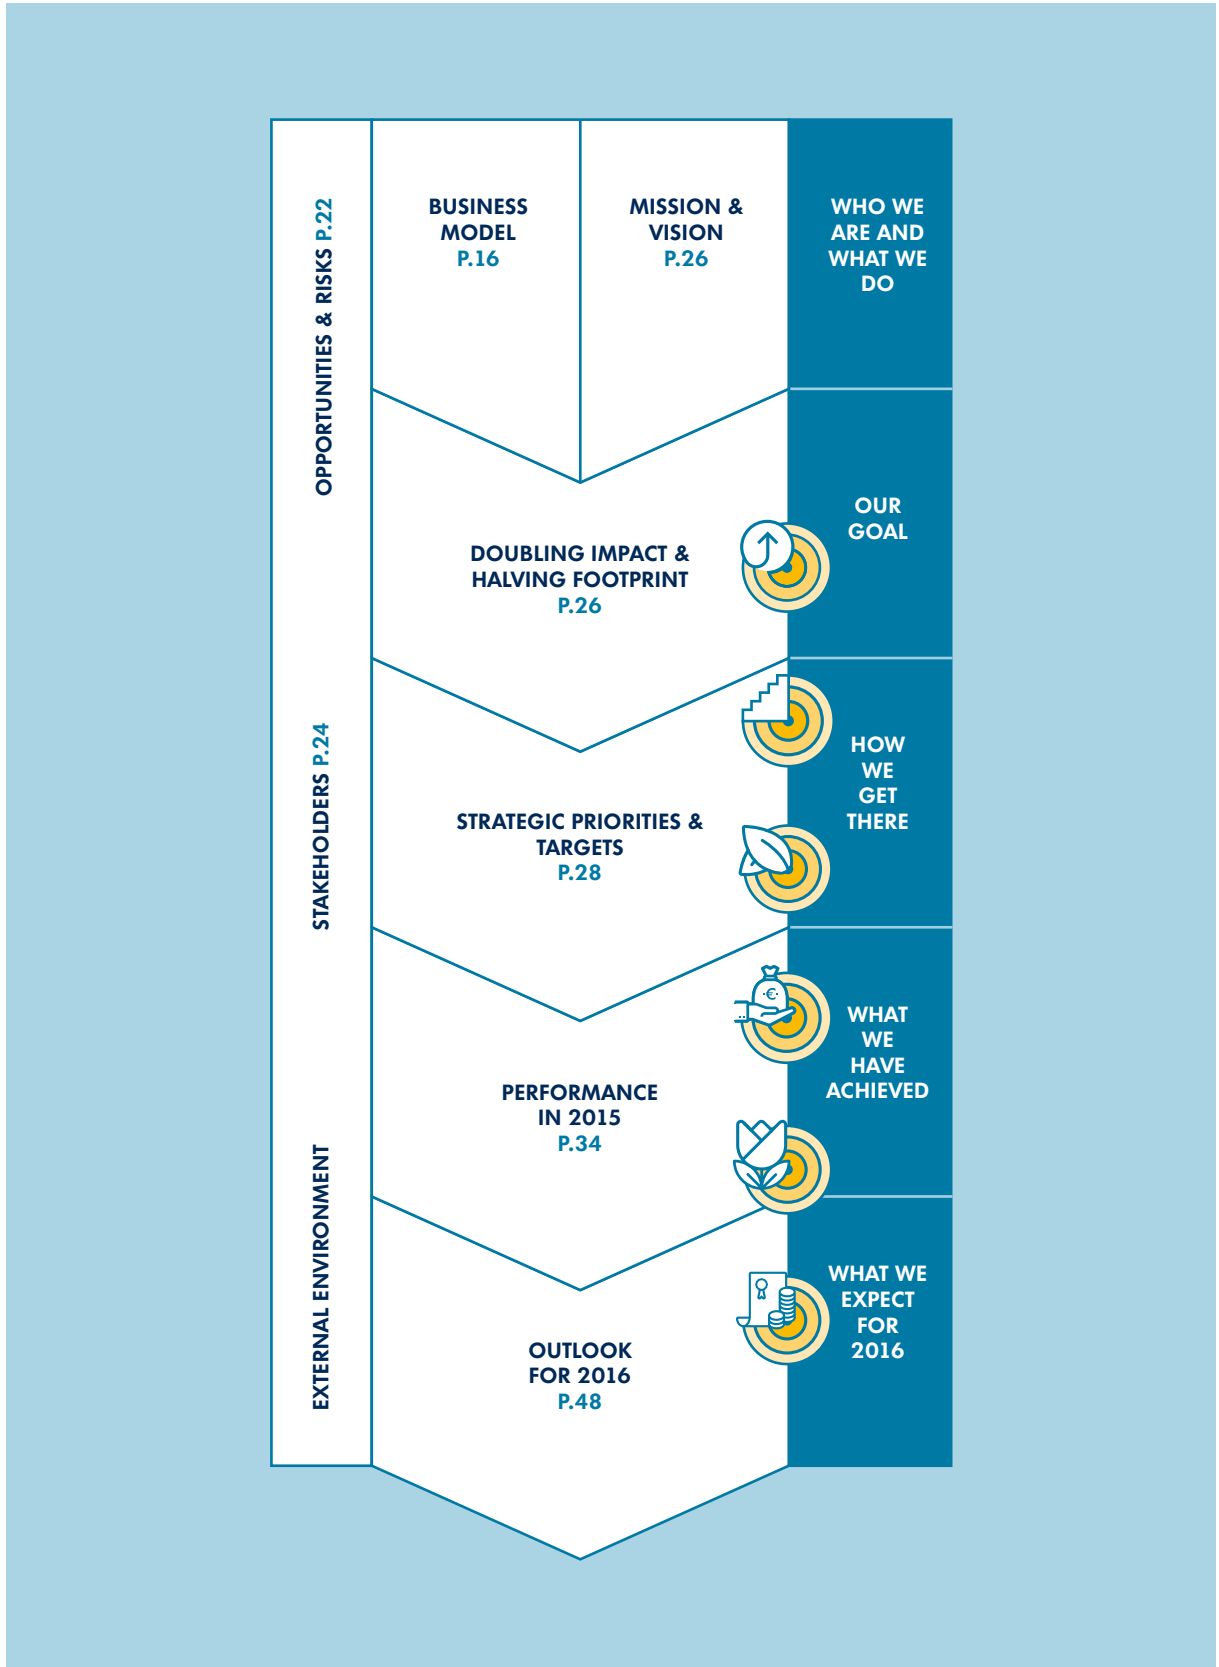 OPPORTUNITIES & RISKS P.22
STAKEHOLDERS P.24
EXTERNAL ENVIRONMENT
BUSINESS
MODEL
P.16
MISSION &
VISION
P.26
WHO WE
ARE AND
WHAT WE
DO
DOUBLING IMPACT &
HALVING FOOTPRINT
P.26
OUR
GOAL
STRATEGIC PRIORITIES &
TARGETS
P.28
HOW
WE
GET
THERE
PERFORMANCE
IN 2015
P.34
€
WHAT
WE
HAVE
ACHIEVED
OUTLOOK
FOR 2016
P.48
WHAT WE
EXPECT
FOR
2016